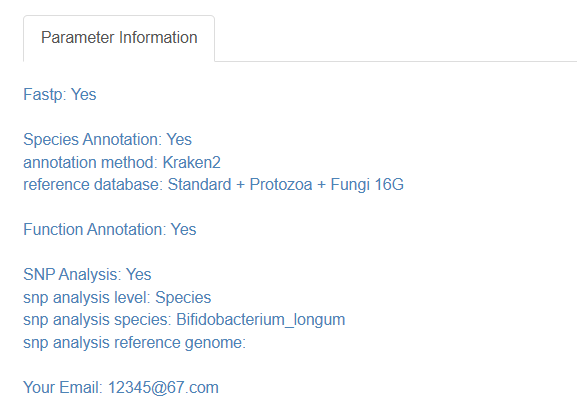 Parameter Information
Fastp: Yes
Species Annotation: Yes
annotation method: Kraken2
reference database: Standard + Protozoa + Fungi 16G
Function Annotation: Yes
SNP Analysis: Yes
snp analysis level: Species
snp analysis species: Bifidobacterium_longum
snp analysis reference genome:
Your Email: 12345@67.com